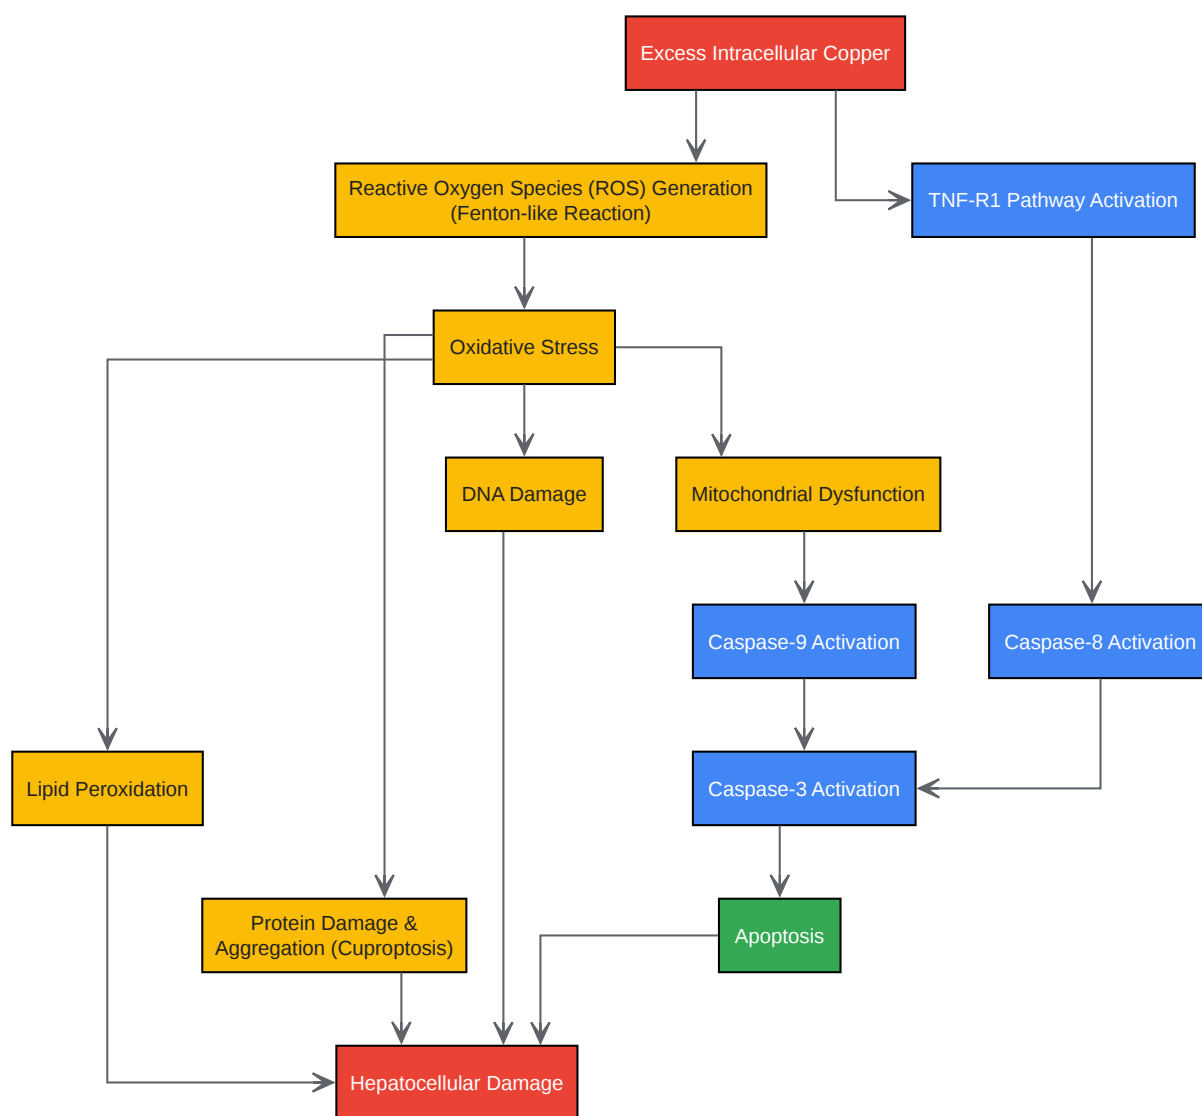 Excess Intracellular Copper
Reactive Oxygen Species (ROS) Generation
(Fenton-like Reaction)
TNF-R1 Pathway Activation
Oxidative Stress
DNA Damage
Mitochondrial Dysfunction
Caspase-9 Activation
Caspase-8 Activation
Lipid Peroxidation
Caspase-3 Activation
Protein Damage &
Aggregation (Cuproptosis)
Apoptosis
Hepatocellular Damage